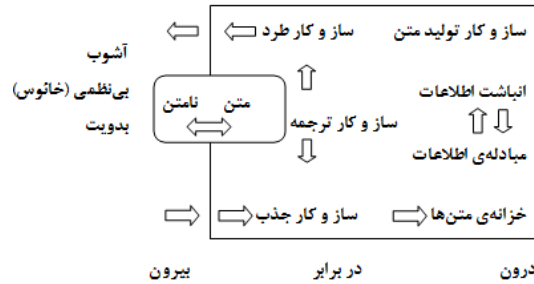 ساز و کار تولید متن
ساز و کار طرد
آشوب
بی‌نظمی (خائوس)
بدویت
نامتن
متن
انباشت اطلاعات
ساز و کار ترجمه
مبادله‌ی اطلاعات
خزانه‌ی متن‌ها
ساز و کار جذب
درون
در برابر
بیرون